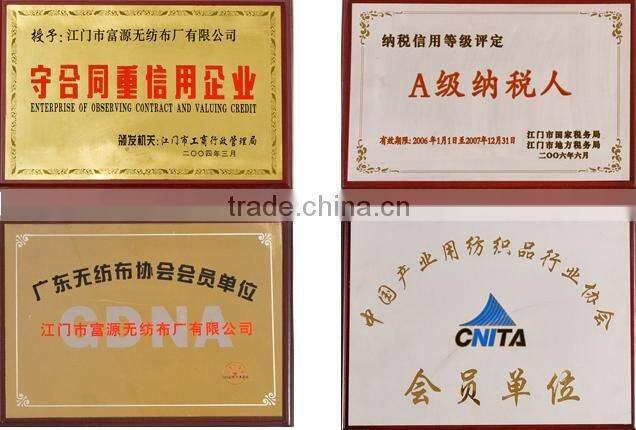 授予:江门市富源无纺布厂有限公司
守合同重信用企业
ENTERPRISE OF OBSERVING CONTRACT AND VALUING CREDIT
颁发机关:江门市工商行政管理局
二00四年三月
纳税信用等级评定
A级纳税人
有效期限:2006年1月1日至2007年12月31日
江门市国家税务局
江门市地方税务局
二00六年六月
trade.china.cn
广东无纺布协会会员单位
GDNA
江门市富源无纺布厂有限公司
中国产业用纺织品行业协会
CNITA
会员单位